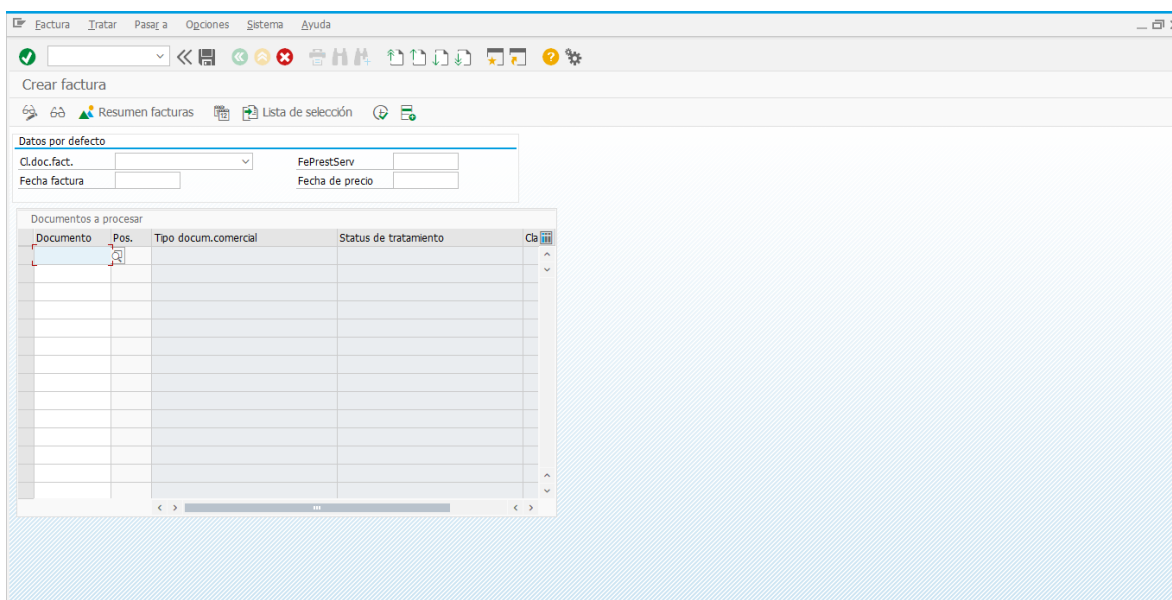 Factura Tratar Pasar a Opciones Sistema Ayuda
Crear factura
Resumen facturas Lista de selección
Datos por defecto
Cl.doc.fact. FePrestServ
Fecha factura Fecha de precio
Documentos a procesar
Documento Pos. Tipo docum.comercial Status de tratamiento Cla